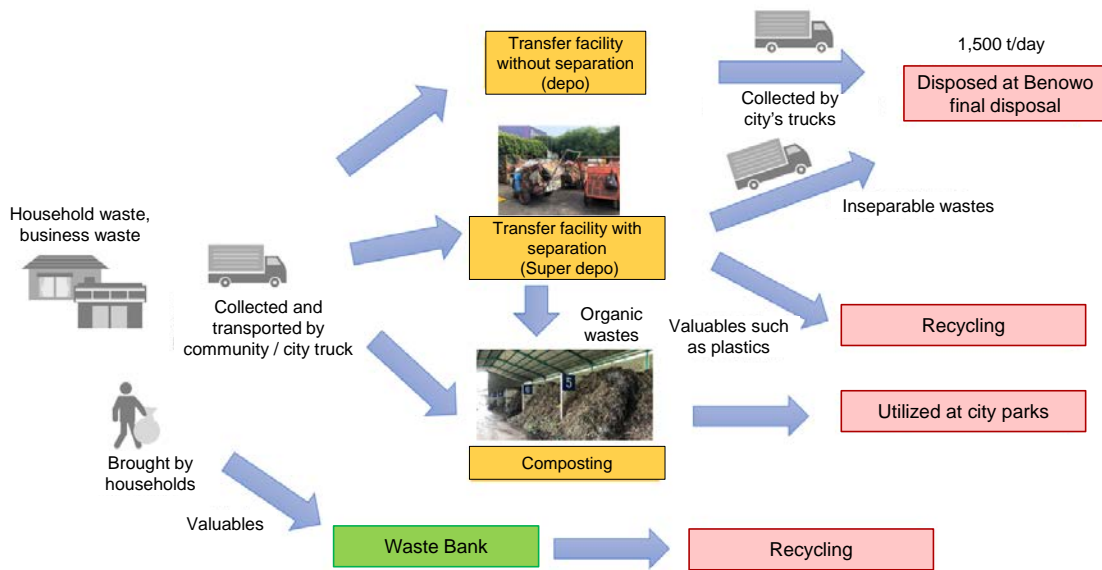 Transfer facility
without separation
(depo)
Collected by
city's trucks
1,500 t/day
Disposed at Benowo
final disposal
Household waste,
business waste
Collected and
transported by
community / city truck
Transfer facility with
separation
(Super depo)
Inseparable wastes
Organic
wastes
Valuables such
as plastics
Recycling
5
Composting
Utilized at city parks
Brought by
households
Valuables
Waste Bank
Recycling